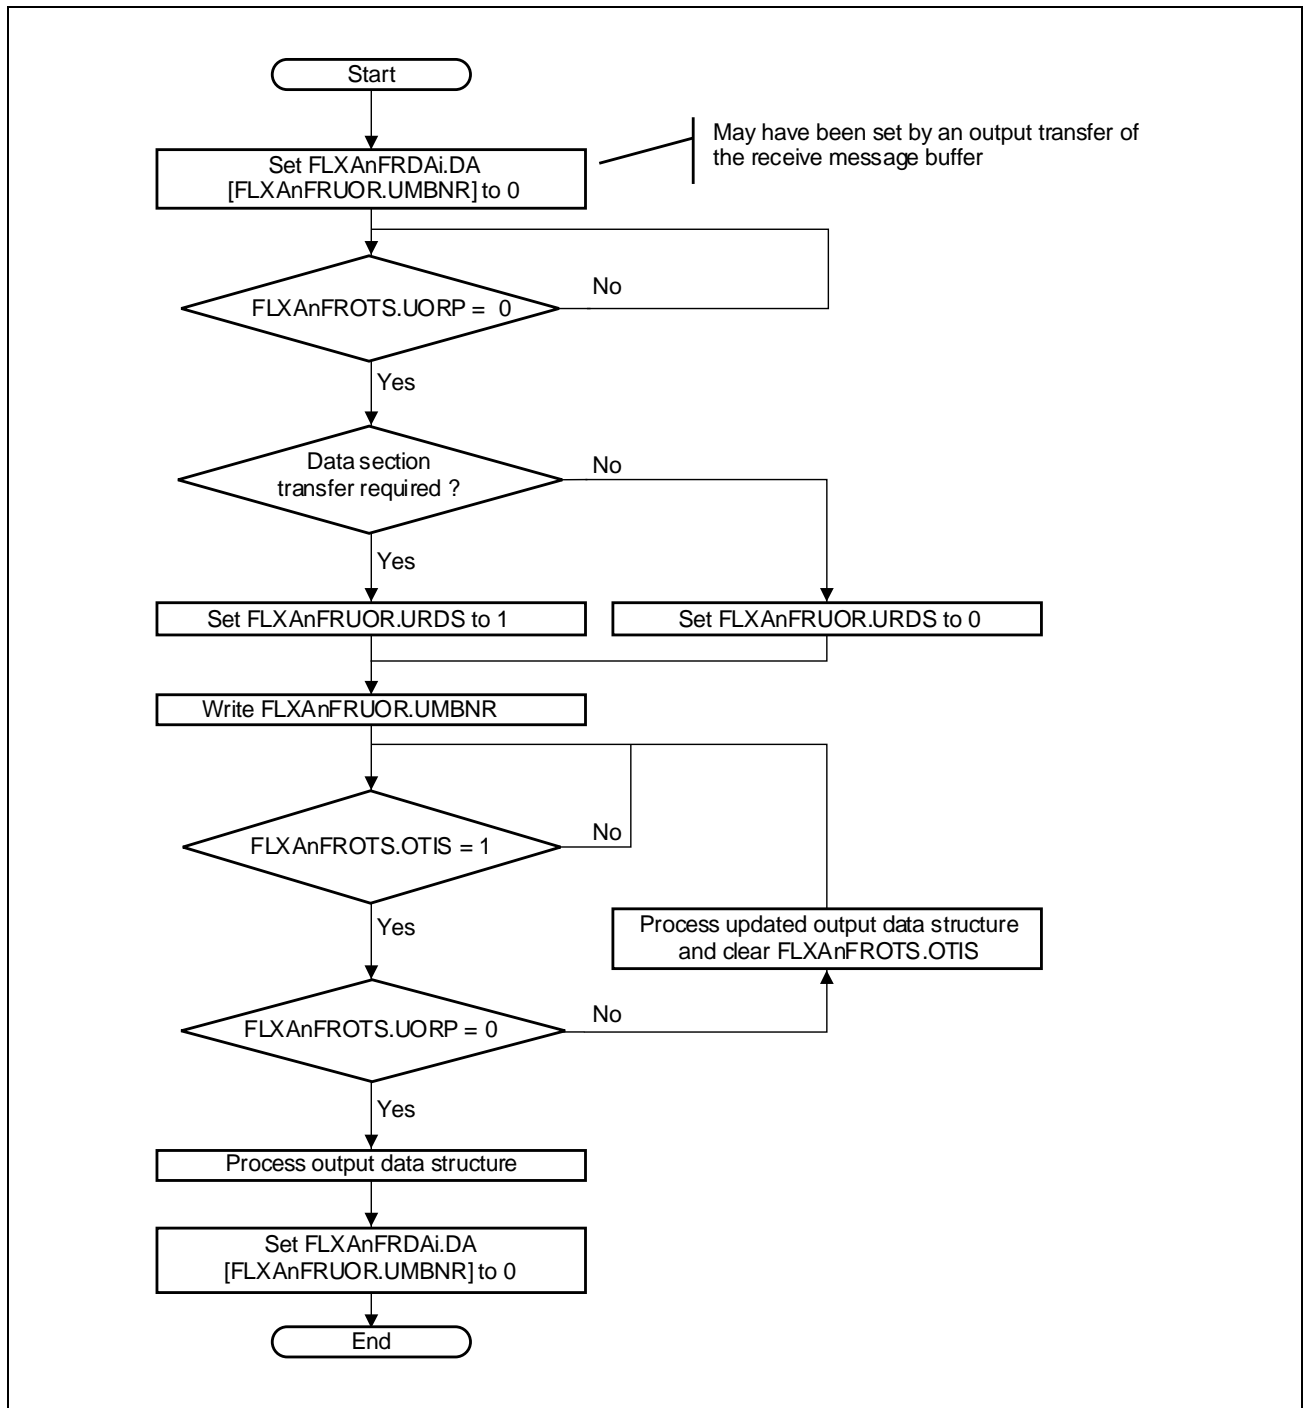 Start
May have been set by an output transfer of
the receive message buffer
Set FLXAnFRDAi.DA
[FLXAnFRUOR.UMBNR] to 0
No
FLXAnFROTS.UORP = 0
Yes
Data section
transfer required ?
No
Yes
Set FLXAnFRUOR.URDS to 1
Set FLXAnFRUOR.URDS to 0
Write FLXAnFRUOR.UMBNR
FLXAnFROTS.OTIS = 1
No
Yes
Process updated output data structure
and clear FLXAnFROTS.OTIS
FLXAnFROTS.UORP = 0
No
Yes
Process output data structure
Set FLXAnFRDAi.DA
[FLXAnFRUOR.UMBNR] to 0
End